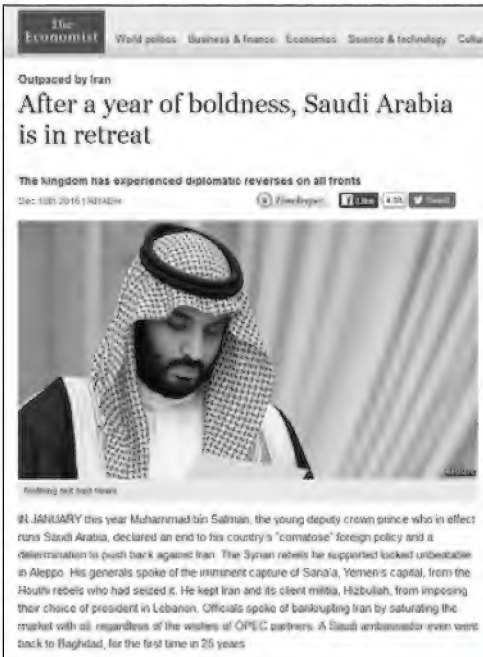 The
Economist
World politics Business & finance Economics Science & technology Cultu
Outpaced by Iran
After a year of boldness, Saudi Arabia
is in retreat
The kingdom has experienced diplomatic reverses on all fronts
Dec 2016
Timekeeper Like Tweet
Nothing but bad news
IN JANUARY this year Muhammad bin Salman, the young deputy crown prince who in effect
runs Saudi Arabia, declared an end to his country's "comatose" foreign policy and a
determination to push back against Iran. The Syrian rebels he supported looked unbeatable
in Aleppo. His generals spoke of the imminent capture of Sana'a, Yemen's capital, from the
Houthi rebels who had seized it. He kept Iran and its client militia, Hizbullah, from imposing
their choice of president in Lebanon. Officials spoke of bankrupting Iran by saturating the
market with oil, regardless of the wishes of OPEC partners. A Saudi ambassador even went
back to Baghdad, for the first time in 25 years